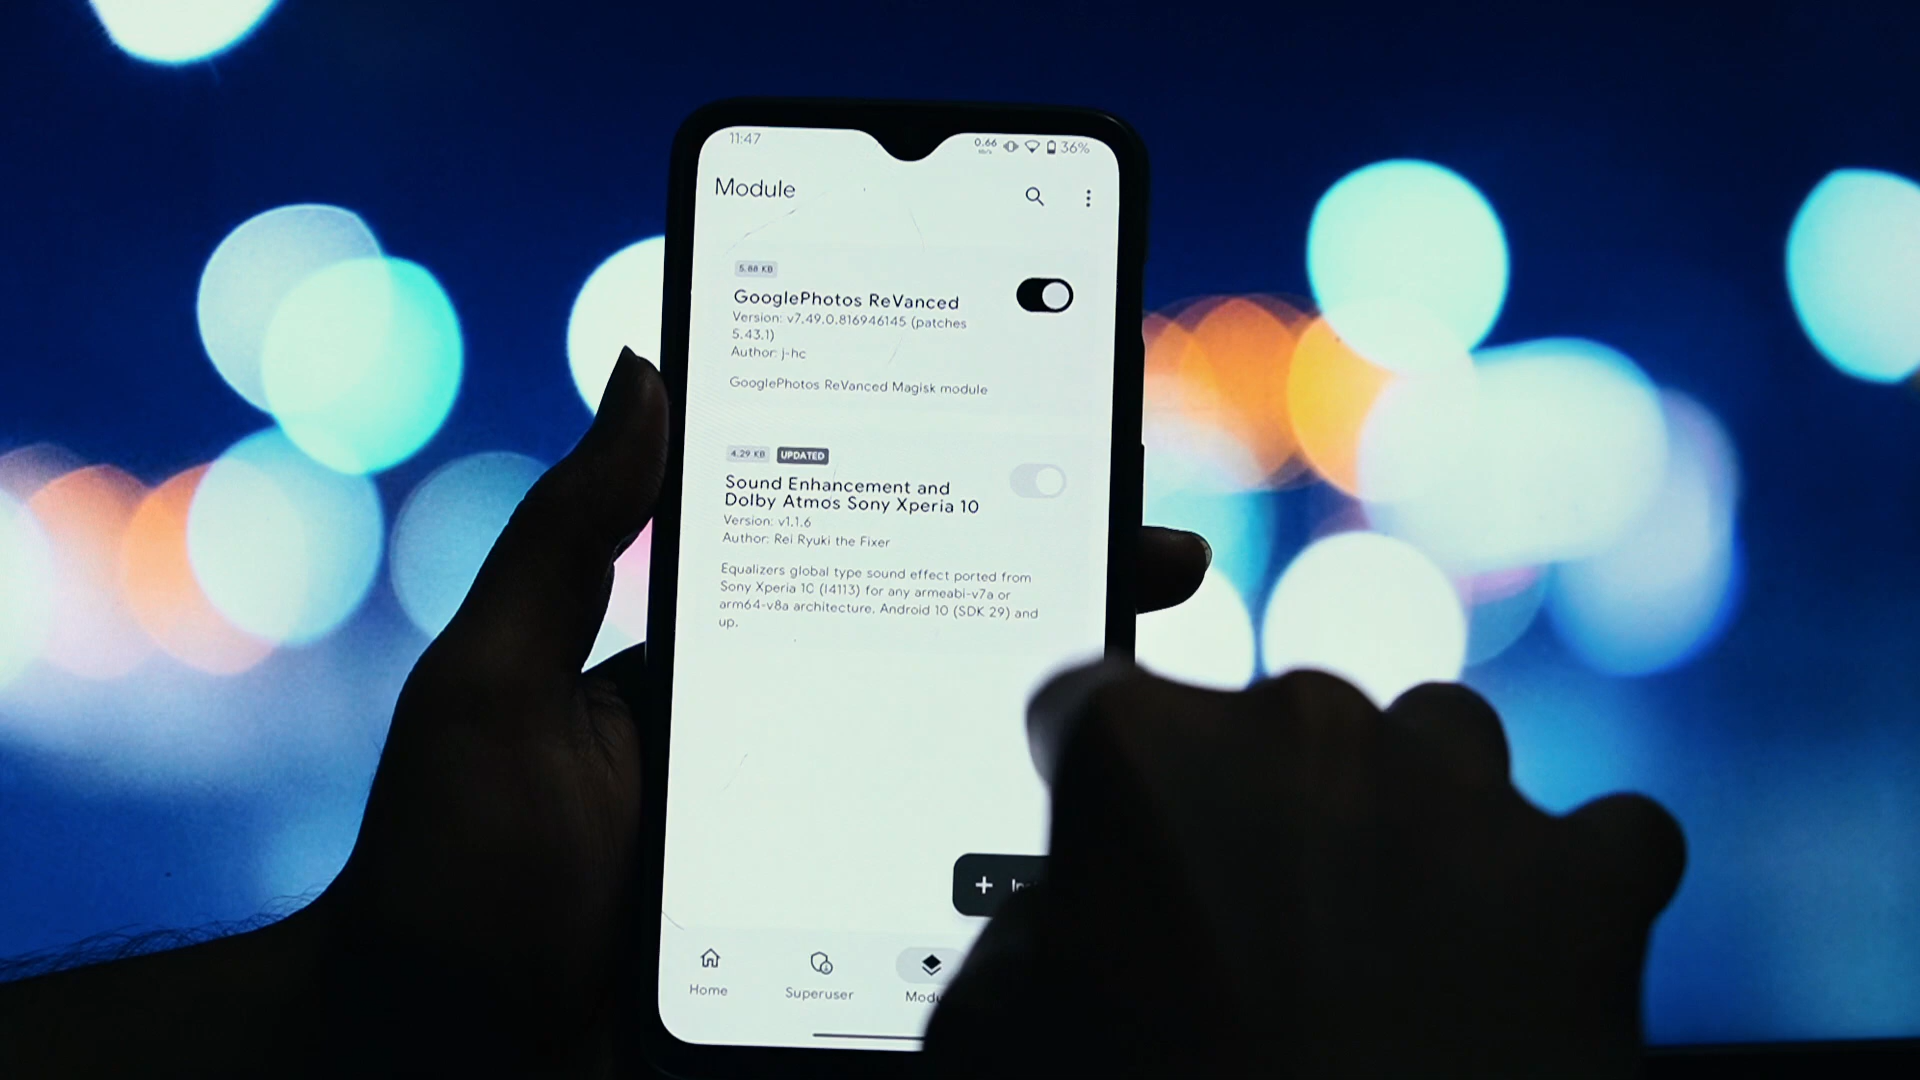 11:47
0.66
36%
Module
5.88 KB
GooglePhotos ReVanced
Version: v7.49.0.816946145 (patches
5.43.1)
Author: j-hc
GooglePhotos ReVanced Magisk module
4.29 KB UPDATED
Sound Enhancement and
Dolby Atmos Sony Xperia 10
Version: v1.1.6
Author: Rei Ryuki the Fixer
Equalizers global type sound effect ported from
Sony Xperia 10 (I4113) for any armeabi-v7a or
arm64-v8a architecture. Android 10 (SDK 29) and
up.
Home
Superuser